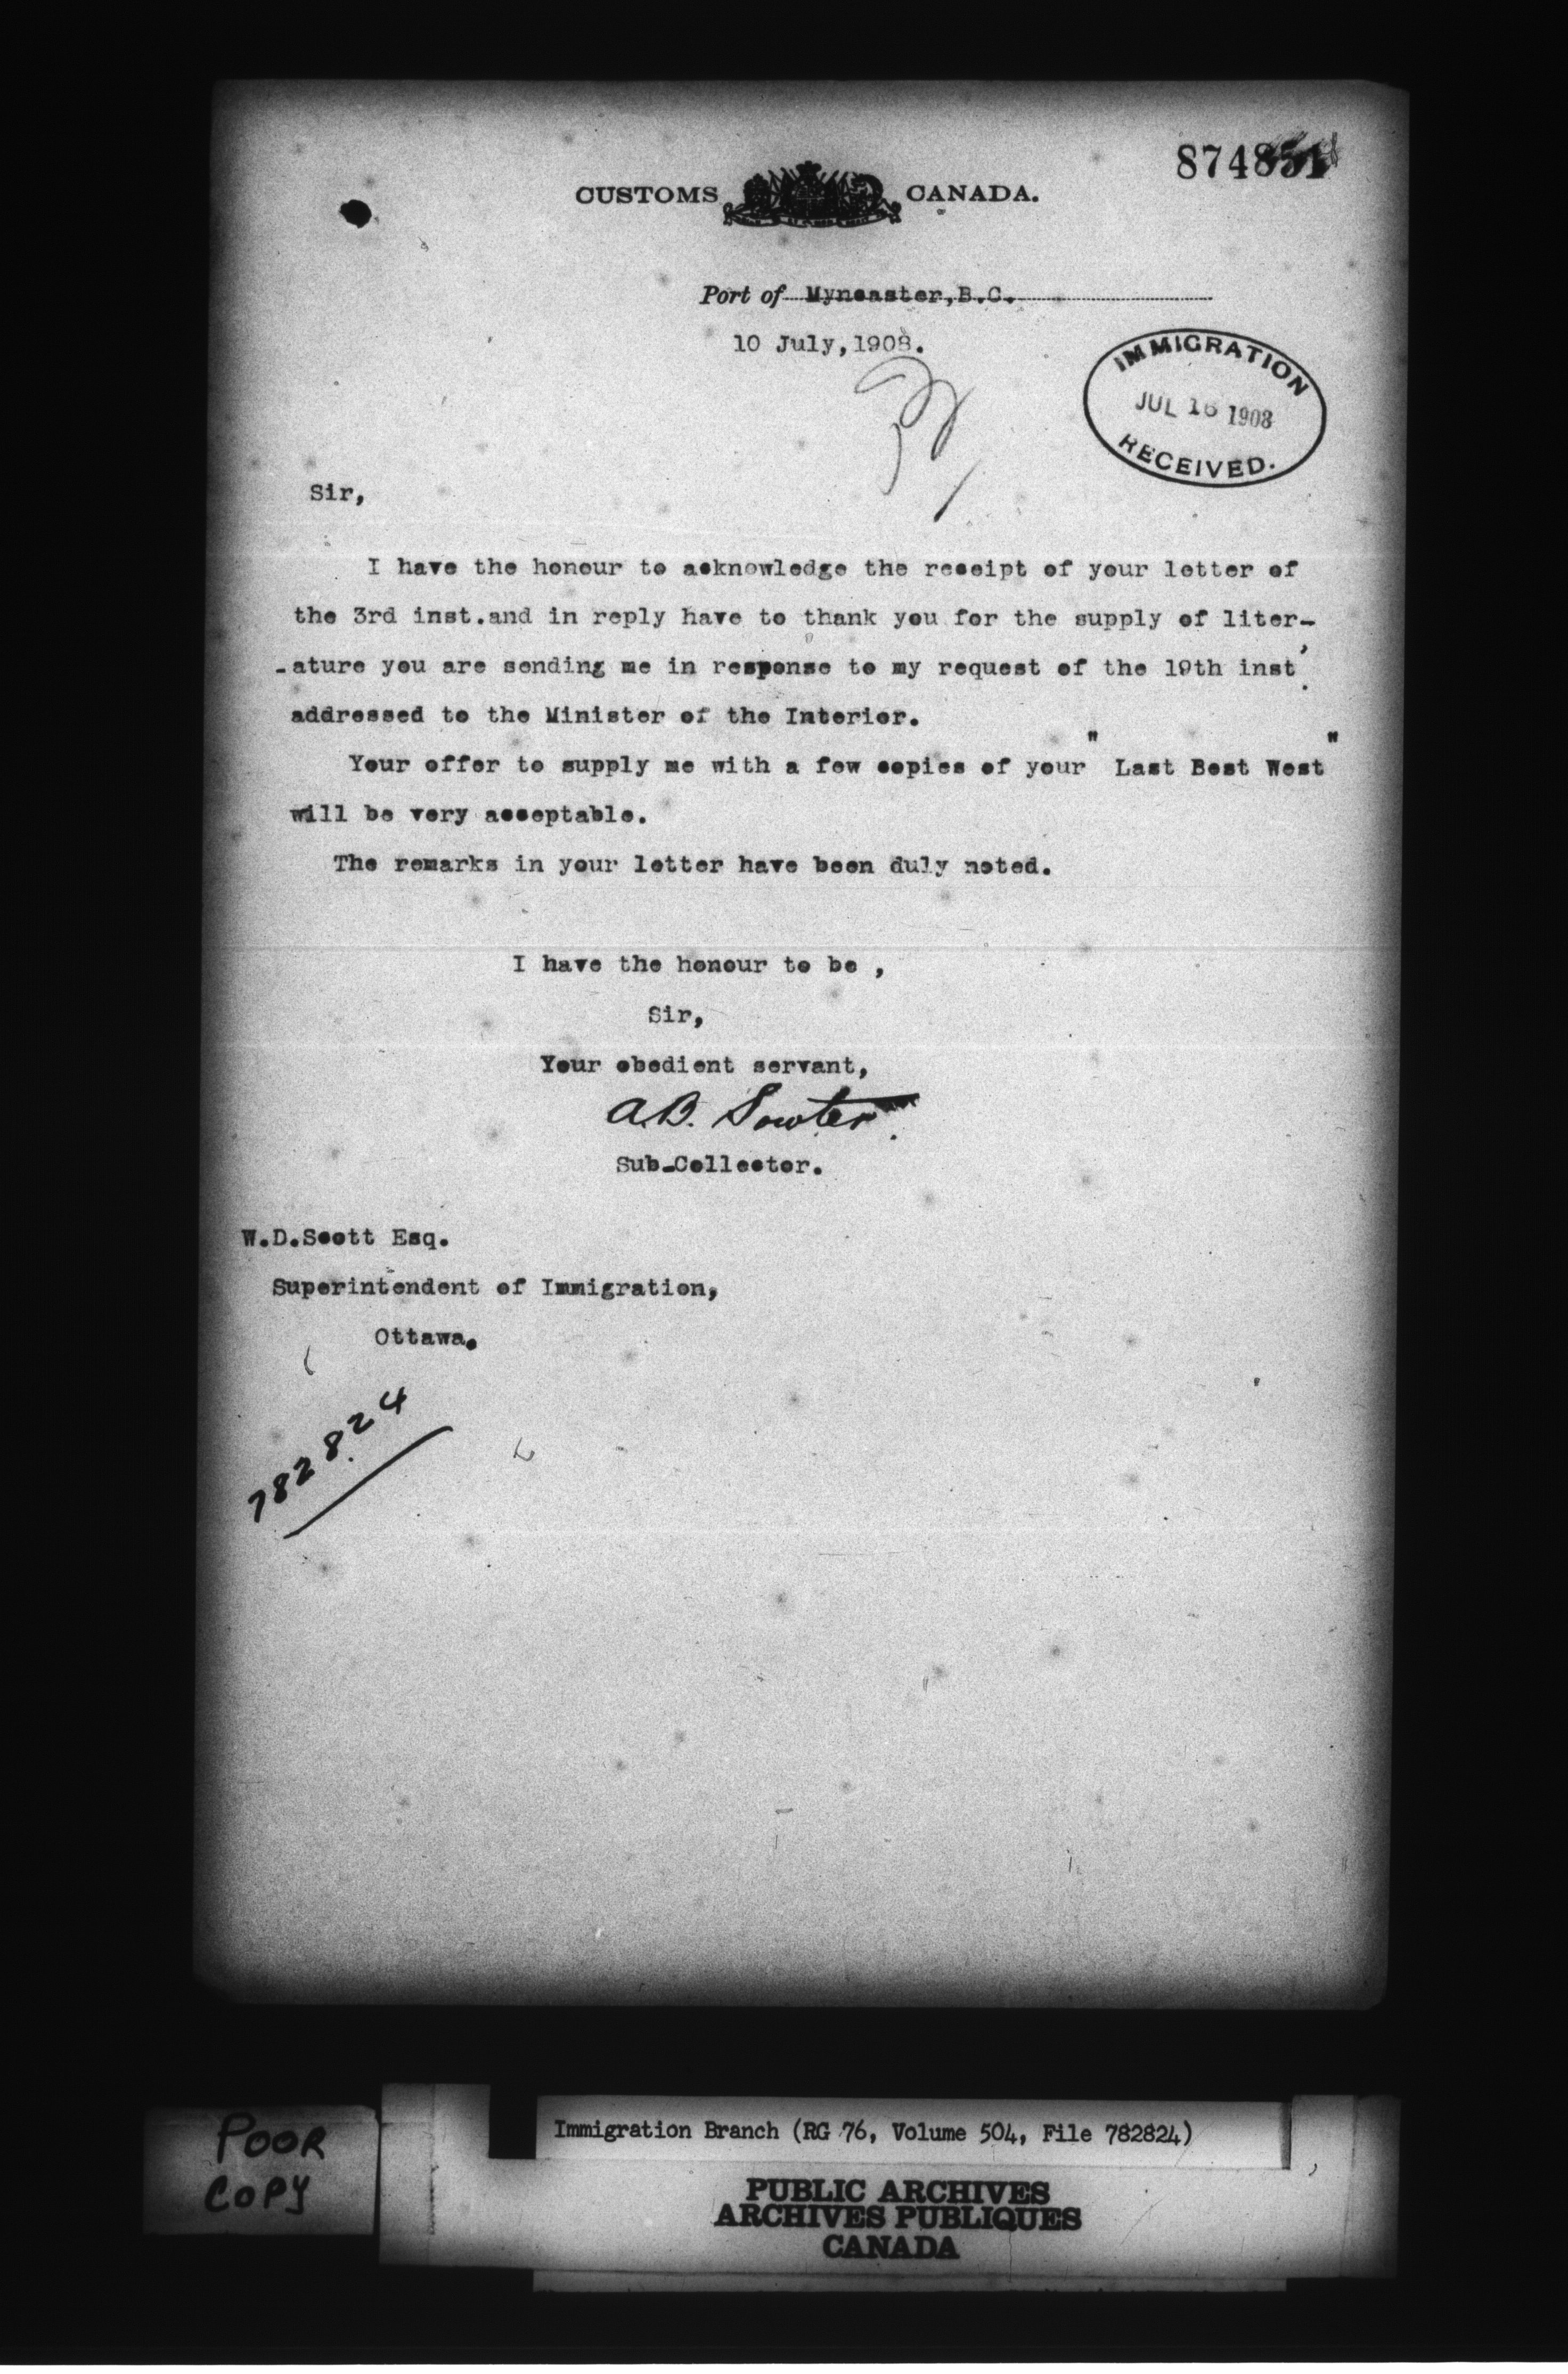 874851
CUSTOMS CANADA.
Port of Myncaster,B.C.
10 July,1908.
IMMIGRATION
JUL 16 1908
RECEIVED.
Sir,
I have the honour to acknowledge the receipt of your letter of
the 3rd inst.and in reply have to thank you for the supply of liter-
-ature you are sending me in response to my request of the 19th inst,.
addressed to the Minister of the Interior.
Your offer to supply me with a few copies of your " Last Best West "
will be very acceptable.
The remarks in your letter have been duly noted.
I have the honour to be ,
Sir,
Your obedient servant,
A.B. Sowter.
Sub-Collector.
W.D.Scott Esq.
Superintendent of Immigration,
Ottawa.
782824
POOR
COPY
Immigration Branch (RG 76, Volume 504, File 782824)
PUBLIC ARCHIVES
ARCHIVES PUBLIQUES
CANADA